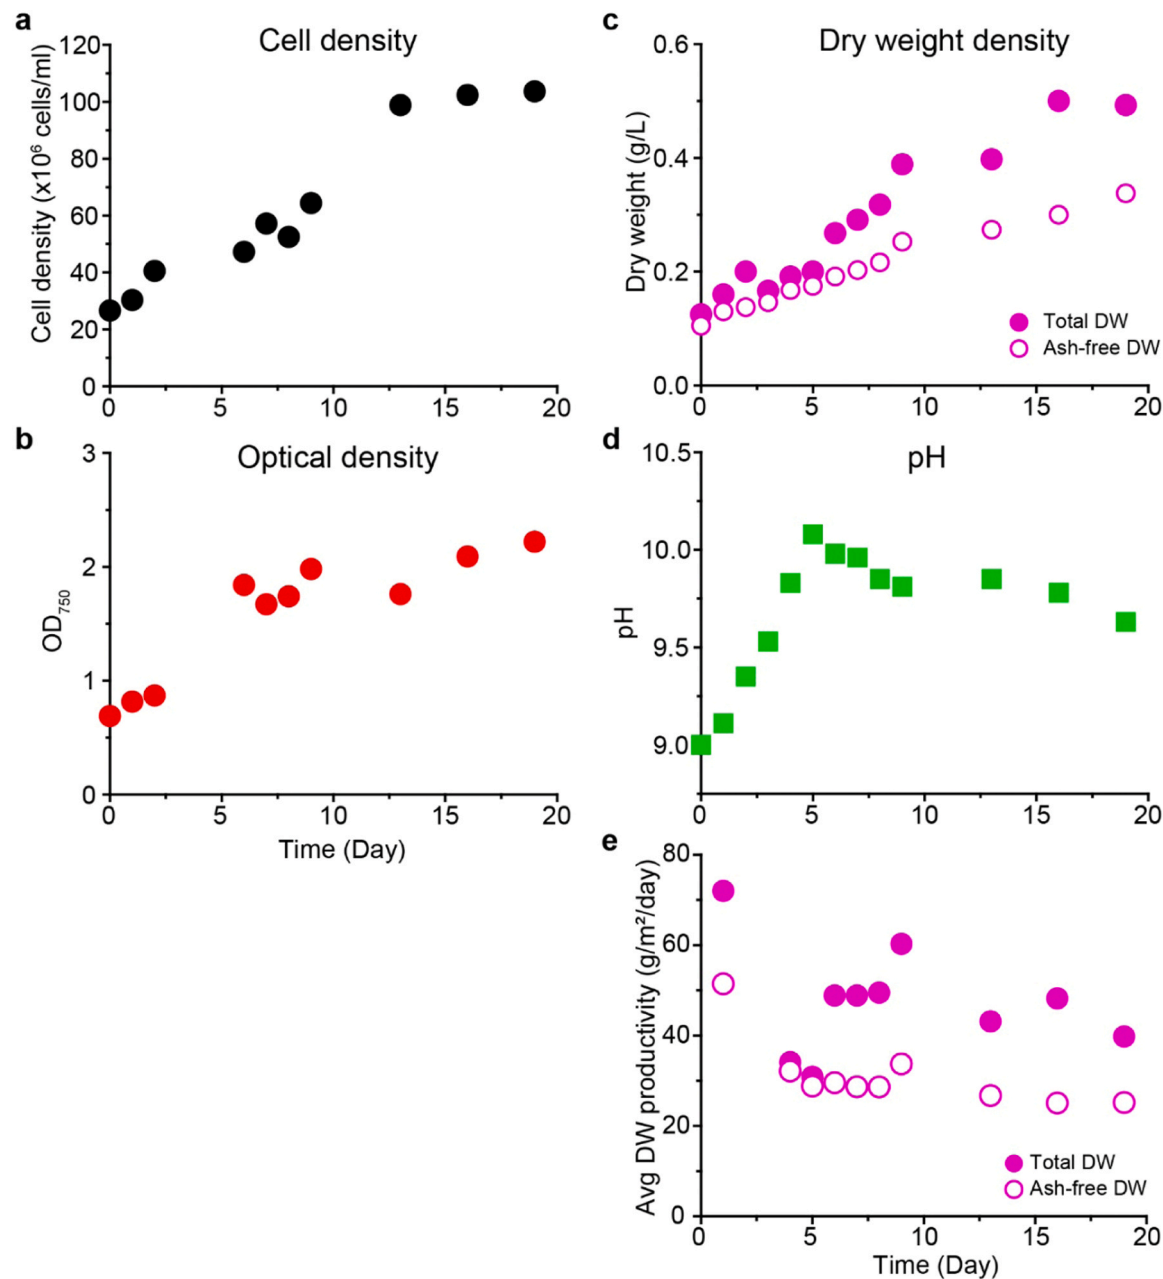 a
Cell density
Cell density (x10⁶ cells/ml)
120
100
80
60
40
20
0
0 5 10 15 20
b
Optical density
OD₇₅₀
3
2
1
0
0 5 10 15 20
Time (Day)
c
Dry weight density
Dry weight (g/L)
0.6
0.4
0.2
0.0
Total DW
Ash-free DW
0 5 10 15 20
d
pH
pH
10.5
10.0
9.5
9.0
0 5 10 15 20
e
Avg DW productivity (g/m²/day)
80
60
40
20
0
Total DW
Ash-free DW
0 5 10 15 20
Time (Day)